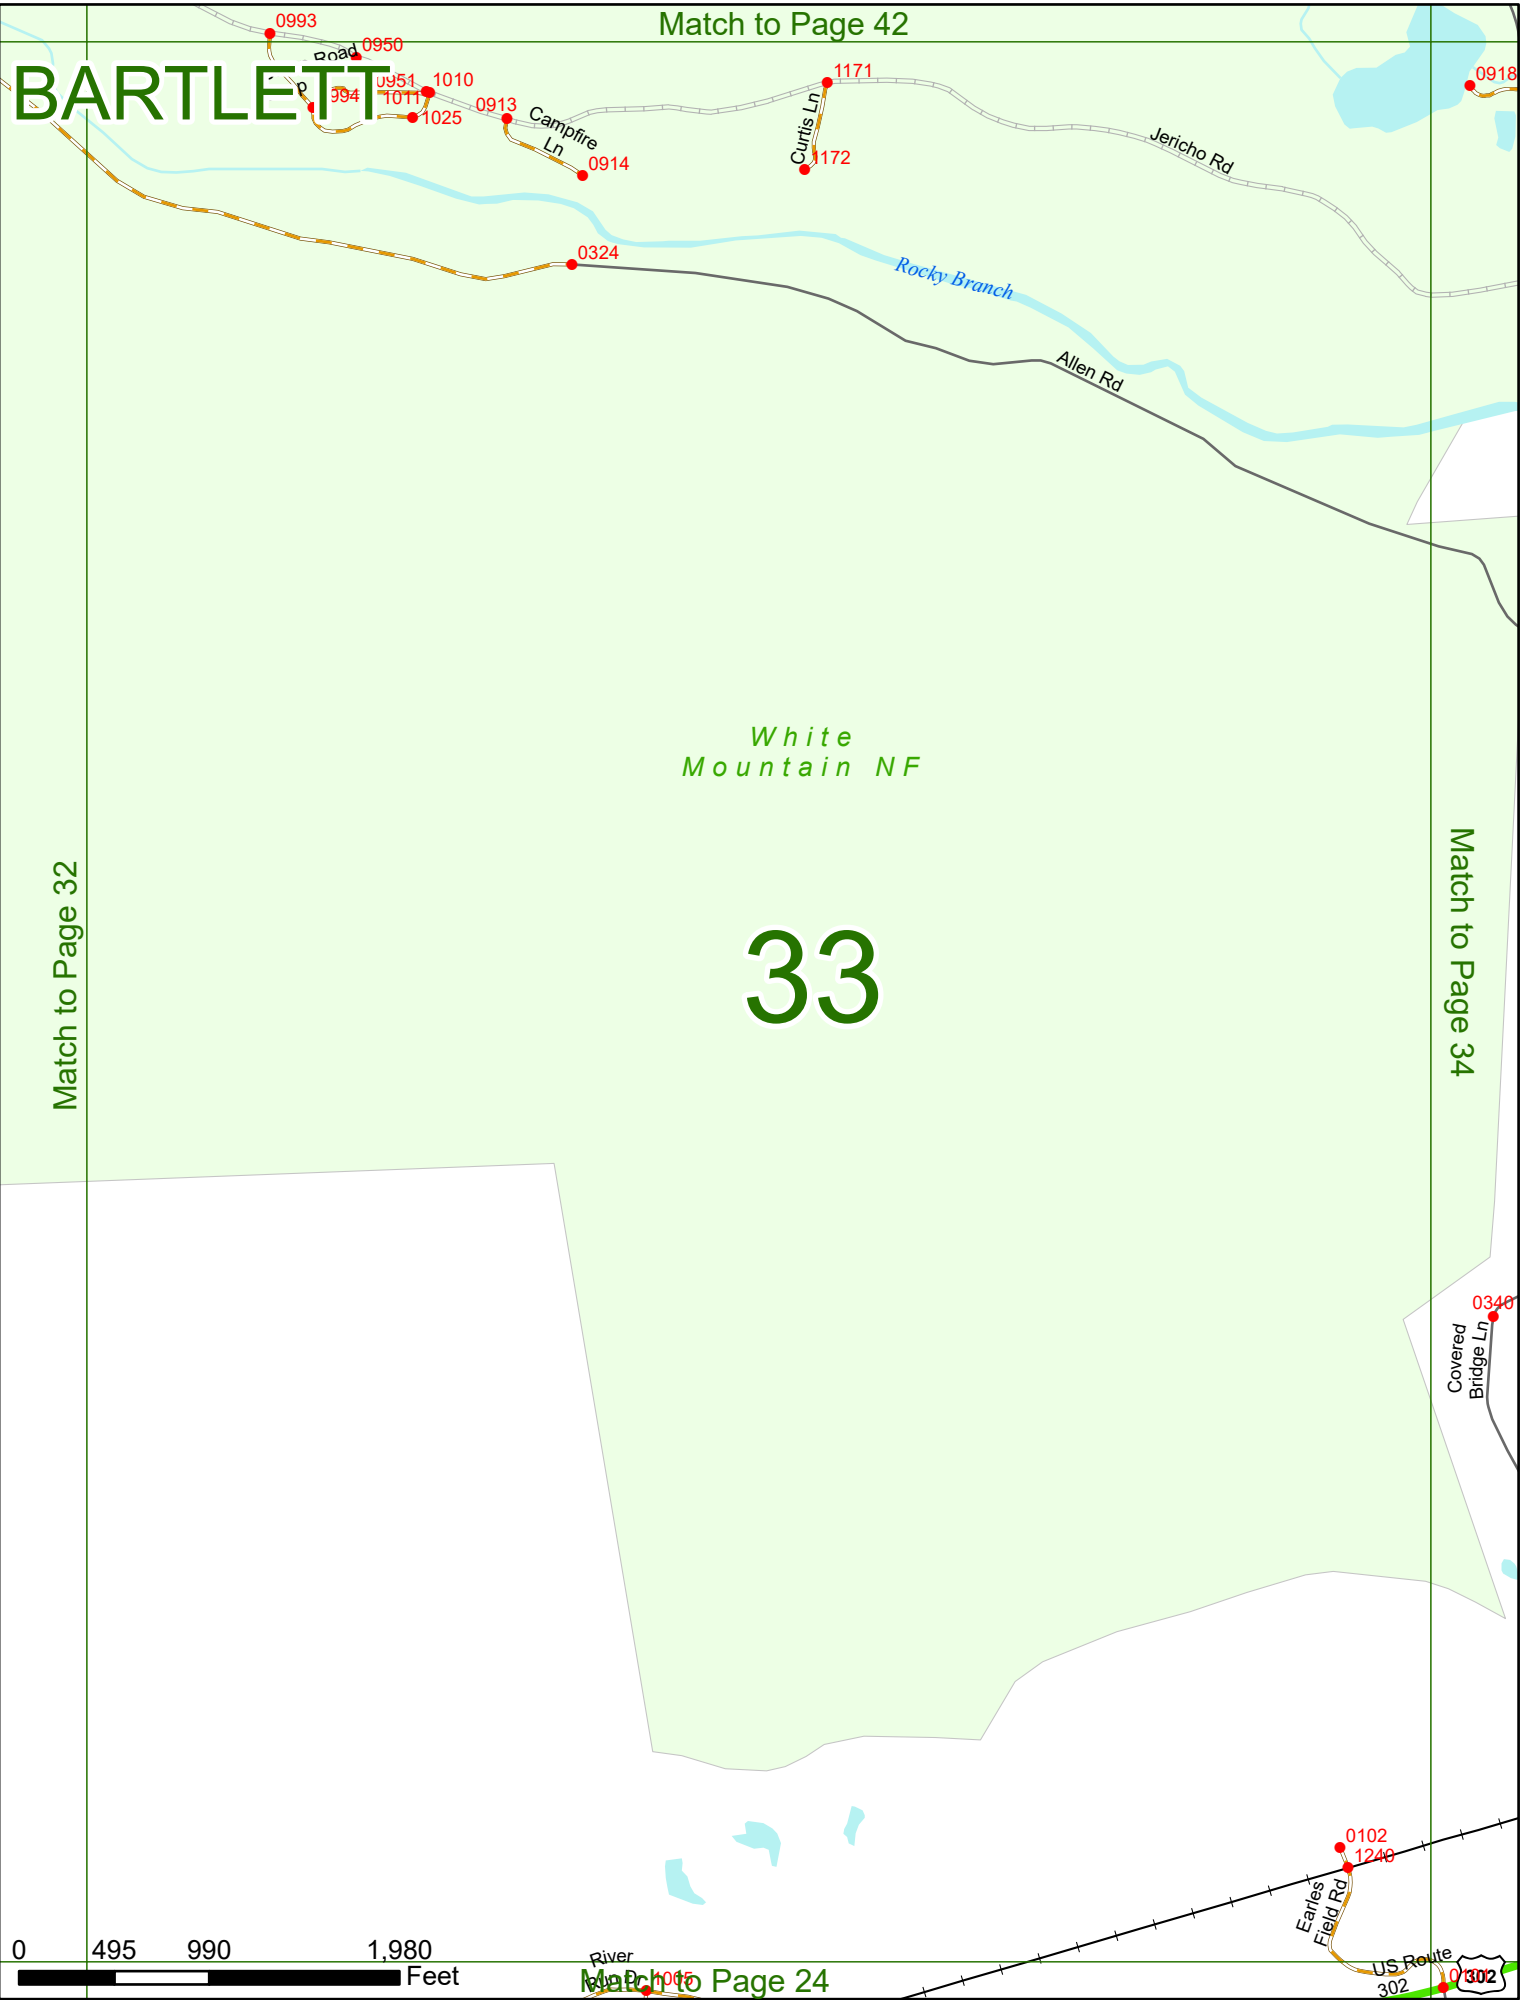 Match to Page 42
0993
Road
0950
BARTLETT
p
994
0951
1011
1010
1025
0913
Campfire
Ln
0914
1171
Curtis Ln
1172
Jericho Rd
0918
0324
Rocky Branch
Allen Rd
White
Mountain NF
33
Match to Page 32
Match to Page 34
0340
Covered
Bridge Ln
0102
1240
Earles
Field Rd
US Route
302
302
River
1005
Match to Page 24
0 495 990 1,980
Feet